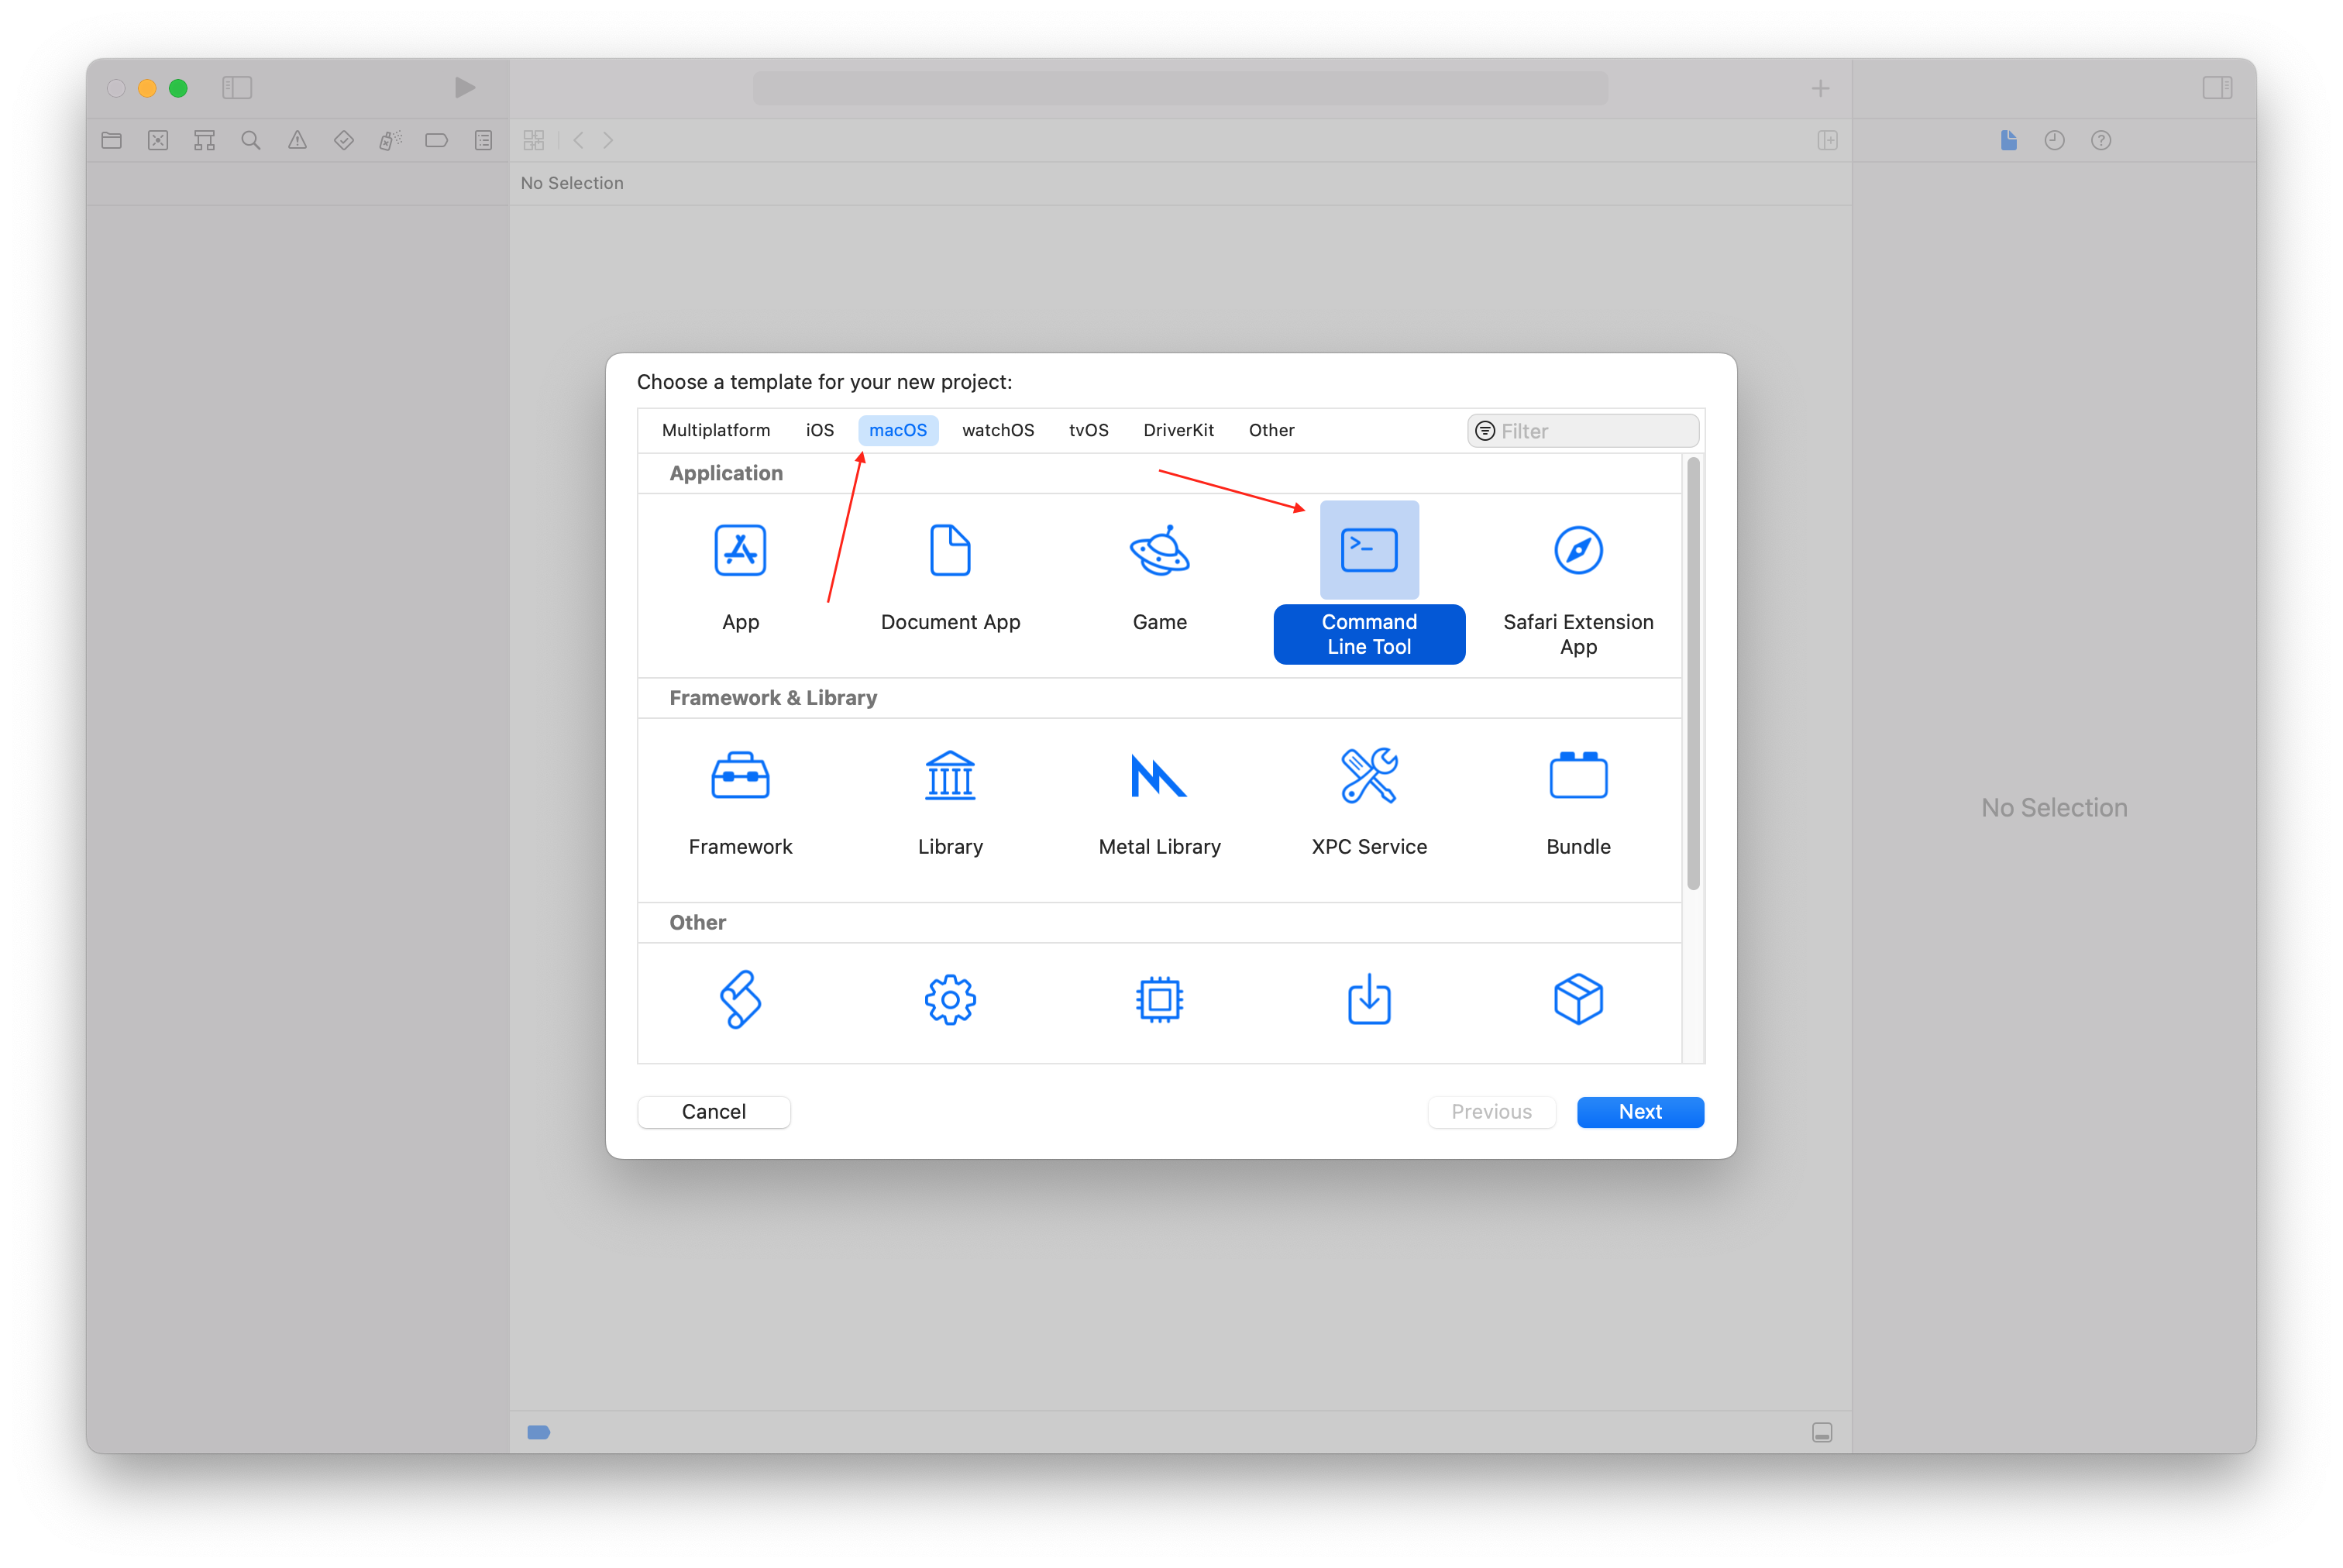 No Selection
Choose a template for your new project:
Multiplatform iOS macOS watchOS tvOS DriverKit Other Filter
Application
App Document App Game Command Line Tool Safari Extension App
Framework & Library
Framework Library Metal Library XPC Service Bundle
Other
Cancel Previous Next
No Selection